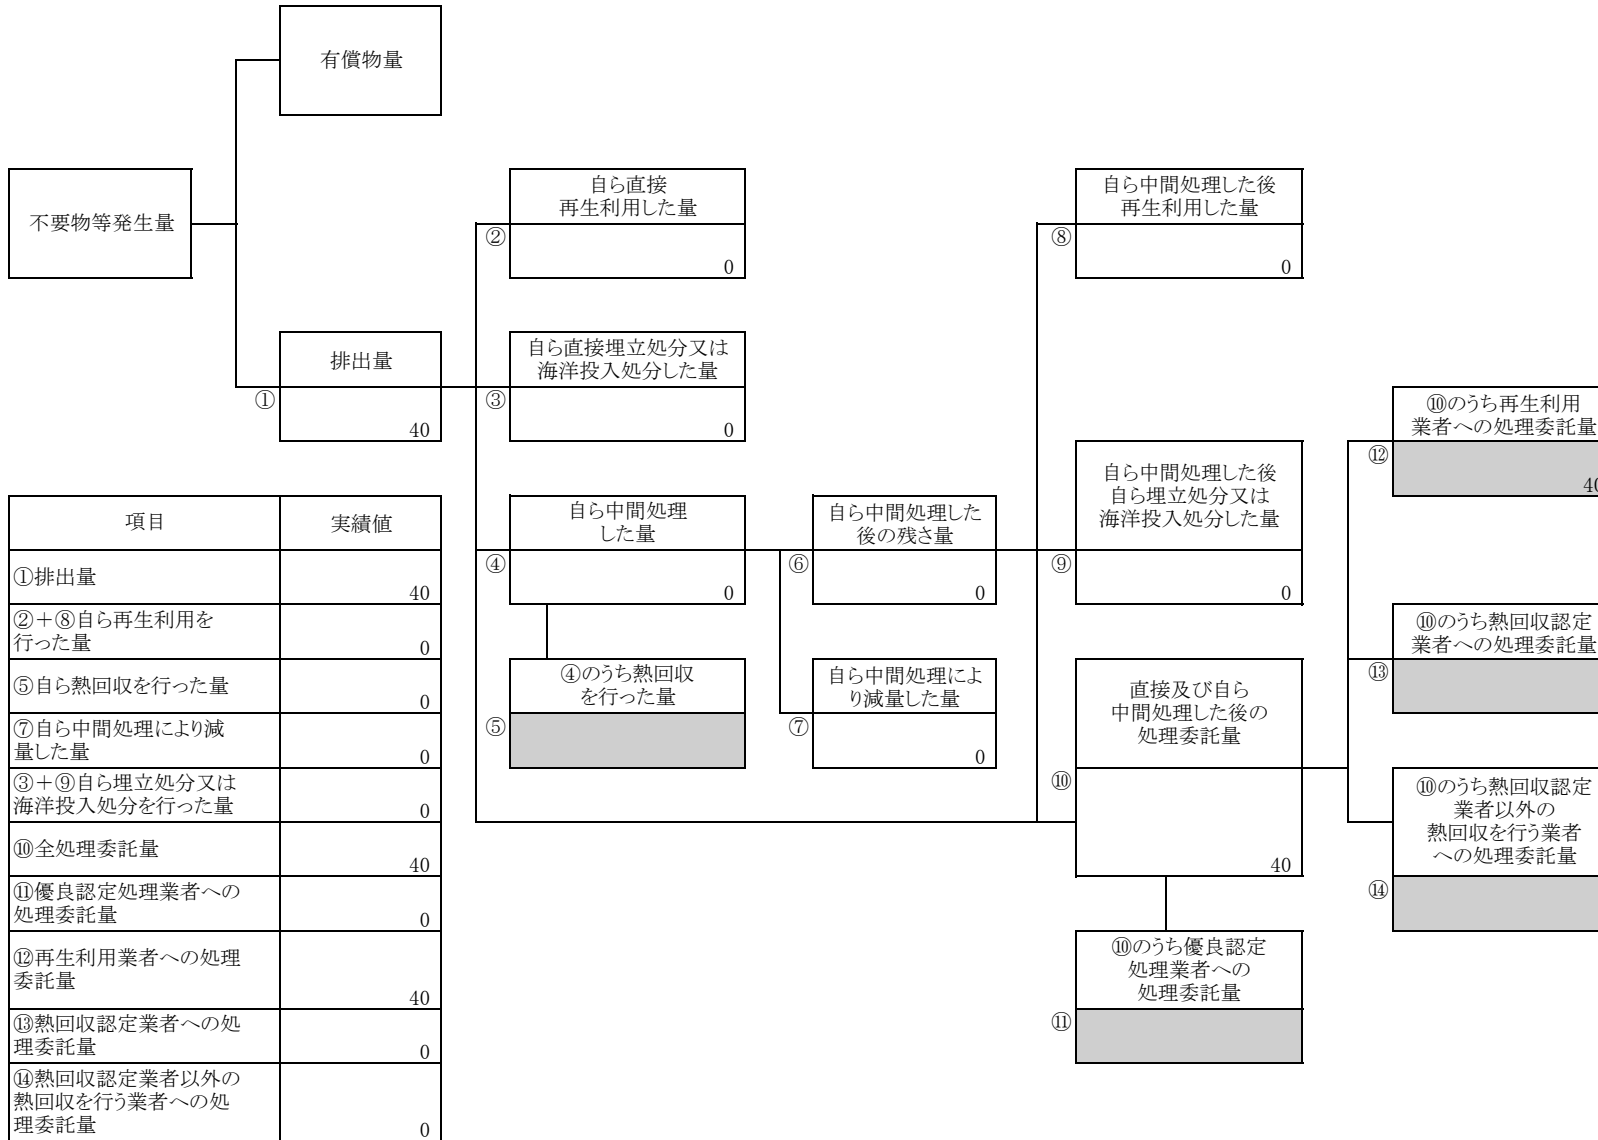 有償物量
不要物等発生量
自ら直接
再生利用した量
②
0
自ら中間処理した後
再生利用した量
⑧
0
排出量
①
40
自ら直接埋立処分又は
海洋投入処分した量
③
0
⑩のうち再生利用
業者への処理委託量
⑫
40
自ら中間処理
した量
④
0
自ら中間処理した
後の残さ量
⑥
0
自ら中間処理した後
自ら埋立処分又は
海洋投入処分した量
⑨
0
⑩のうち熱回収認定
業者への処理委託量
⑬
④のうち熱回収
を行った量
⑤
自ら中間処理によ
り減量した量
⑦
0
直接及び自ら
中間処理した後の
処理委託量
⑩
40
⑩のうち熱回収認定
業者以外の
熱回収を行う業者
への処理委託量
⑭
⑩のうち優良認定
処理業者への
処理委託量
⑪
項目 実績値
①排出量
40
②+⑧自ら再生利用を
行った量
0
⑤自ら熱回収を行った量
0
⑦自ら中間処理により減
量した量
0
③+⑨自ら埋立処分又は
海洋投入処分を行った量
0
⑩全処理委託量
40
⑪優良認定処理業者への
処理委託量
0
⑫再生利用業者への処理
委託量
40
⑬熱回収認定業者への処
理委託量
0
⑭熱回収認定業者以外の
熱回収を行う業者への処
理委託量
0